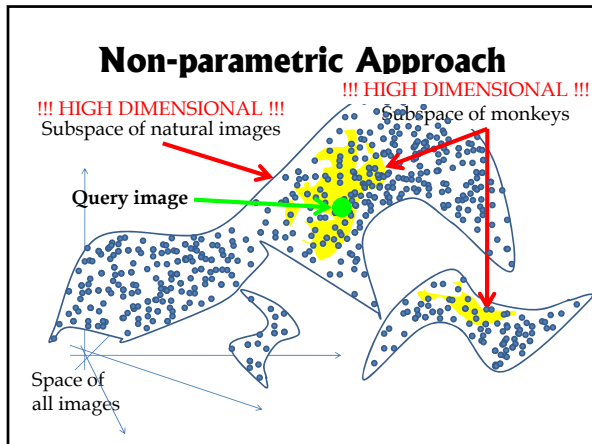 Non-parametric Approach
!!! HIGH DIMENSIONAL !!!
Subspace of natural images
!!! HIGH DIMENSIONAL !!!
Subspace of monkeys
Query image
Space of
all images